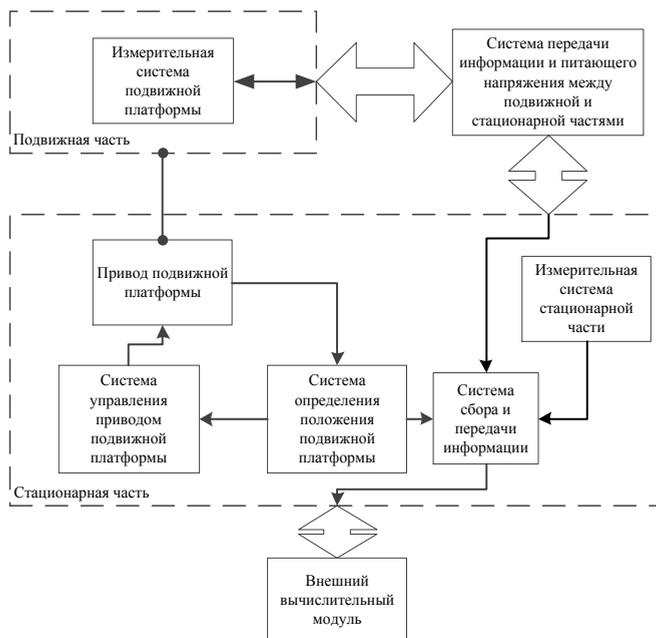 Измерительная
система
подвижной
платформы
Подвижная часть
Система передачи
информации и питающего
напряжения между
подвижной и
стационарной частями
Привод подвижной
платформы
Измерительная
система
стационарной
части
Система
управления
приводом
подвижной
платформы
Система
определения
положения
подвижной
платформы
Система
сбора и
передачи
информации
Стационарная часть
Внешний
вычислительный
модуль